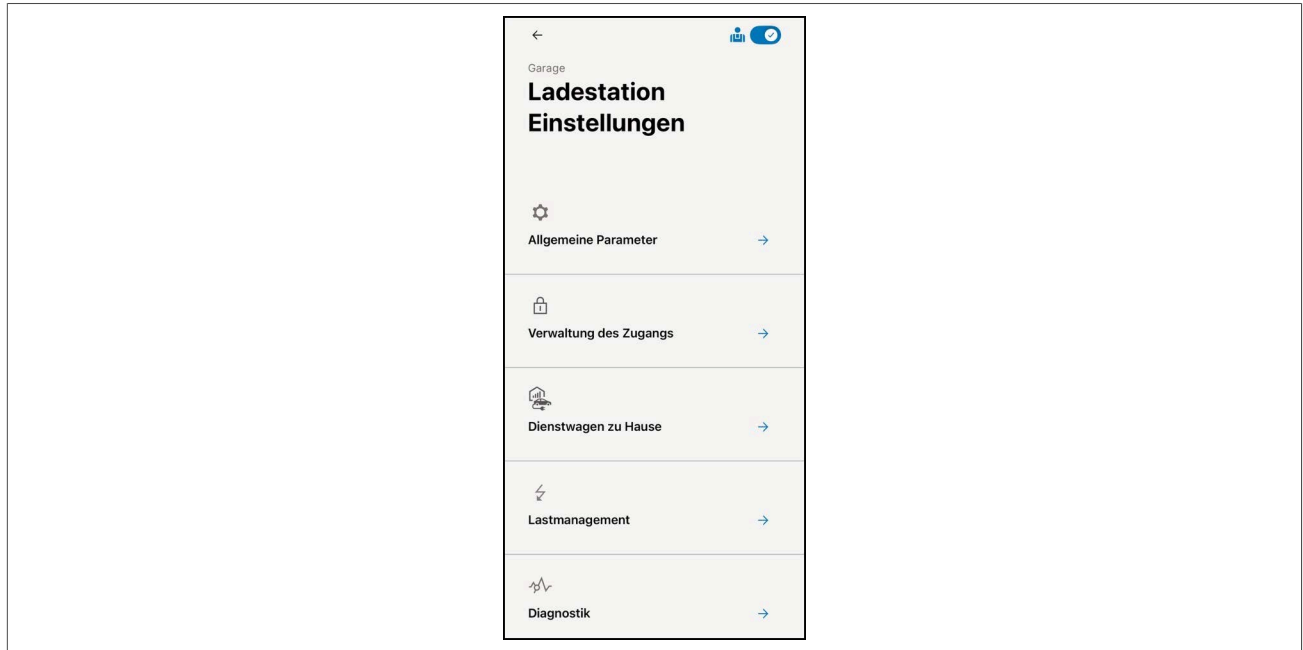 Garage
Ladestation
Einstellungen
Allgemeine Parameter
Verwaltung des Zugangs
Dienstwagen zu Hause
Lastmanagement
Diagnostik